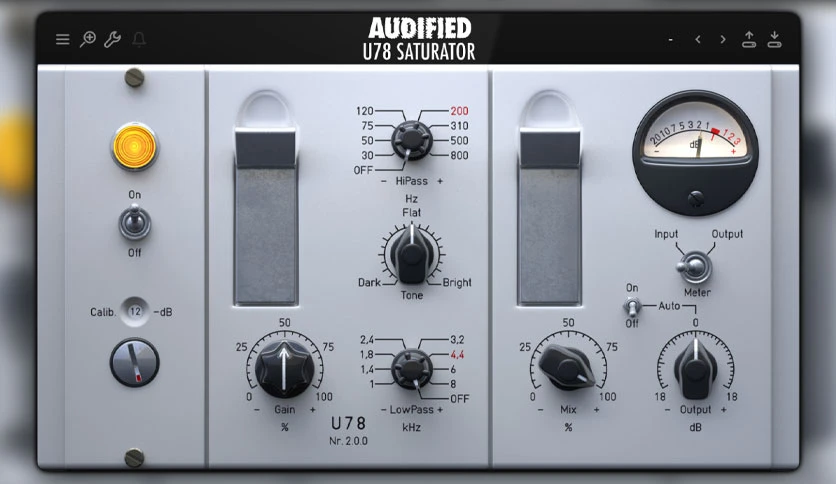 AUDIFIED
U78 SATURATOR
-
On
Off
Calib. 12 -dB
120 200
75 310
50 500
30 800
OFF
- HiPass +
Hz
Flat
Dark Bright
Tone
50
25 75
0 100
- Gain +
%
2,4 3,2
1,8 4,4
1,4 6
1 8
OFF
- LowPass +
kHz
U78
Nr. 2.0.0
20 10 7 5 3 2 1 1 2 3
- dB +
Input Output
Meter
On
Auto
Off
50
25 75
0 100
- Mix +
%
0
18 18
- Output +
dB